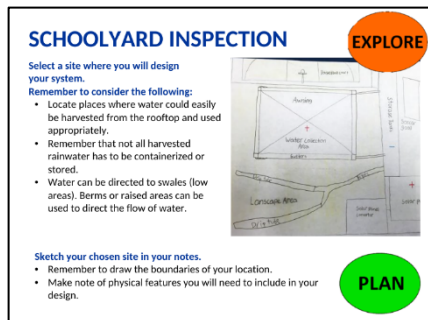 SCHOOLYARD INSPECTION
EXPLORE
Select a site where you will design
your system.
Remember to consider the following:
• Locate places where water could easily
be harvested from the rooftop and used
appropriately.
• Remember that not all harvested
rainwater has to be containerized or
stored.
• Water can be directed to swales (low
areas). Berms or raised areas can be
used to direct the flow of water.
Awning
Water Collection
Area
Gutters
Landscape Area
Sketch your chosen site in your notes.
• Remember to draw the boundaries of your location.
• Make note of physical features you will need to include in your
design.
PLAN